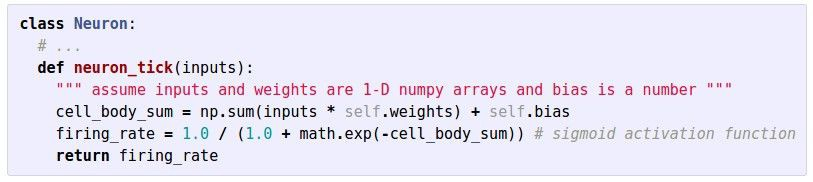 class Neuron:
  # ...
  def neuron_tick(inputs):
    """ assume inputs and weights are 1-D numpy arrays and bias is a number """
    cell_body_sum = np.sum(inputs * self.weights) + self.bias
    firing_rate = 1.0 / (1.0 + math.exp(-cell_body_sum)) # sigmoid activation function
    return firing_rate